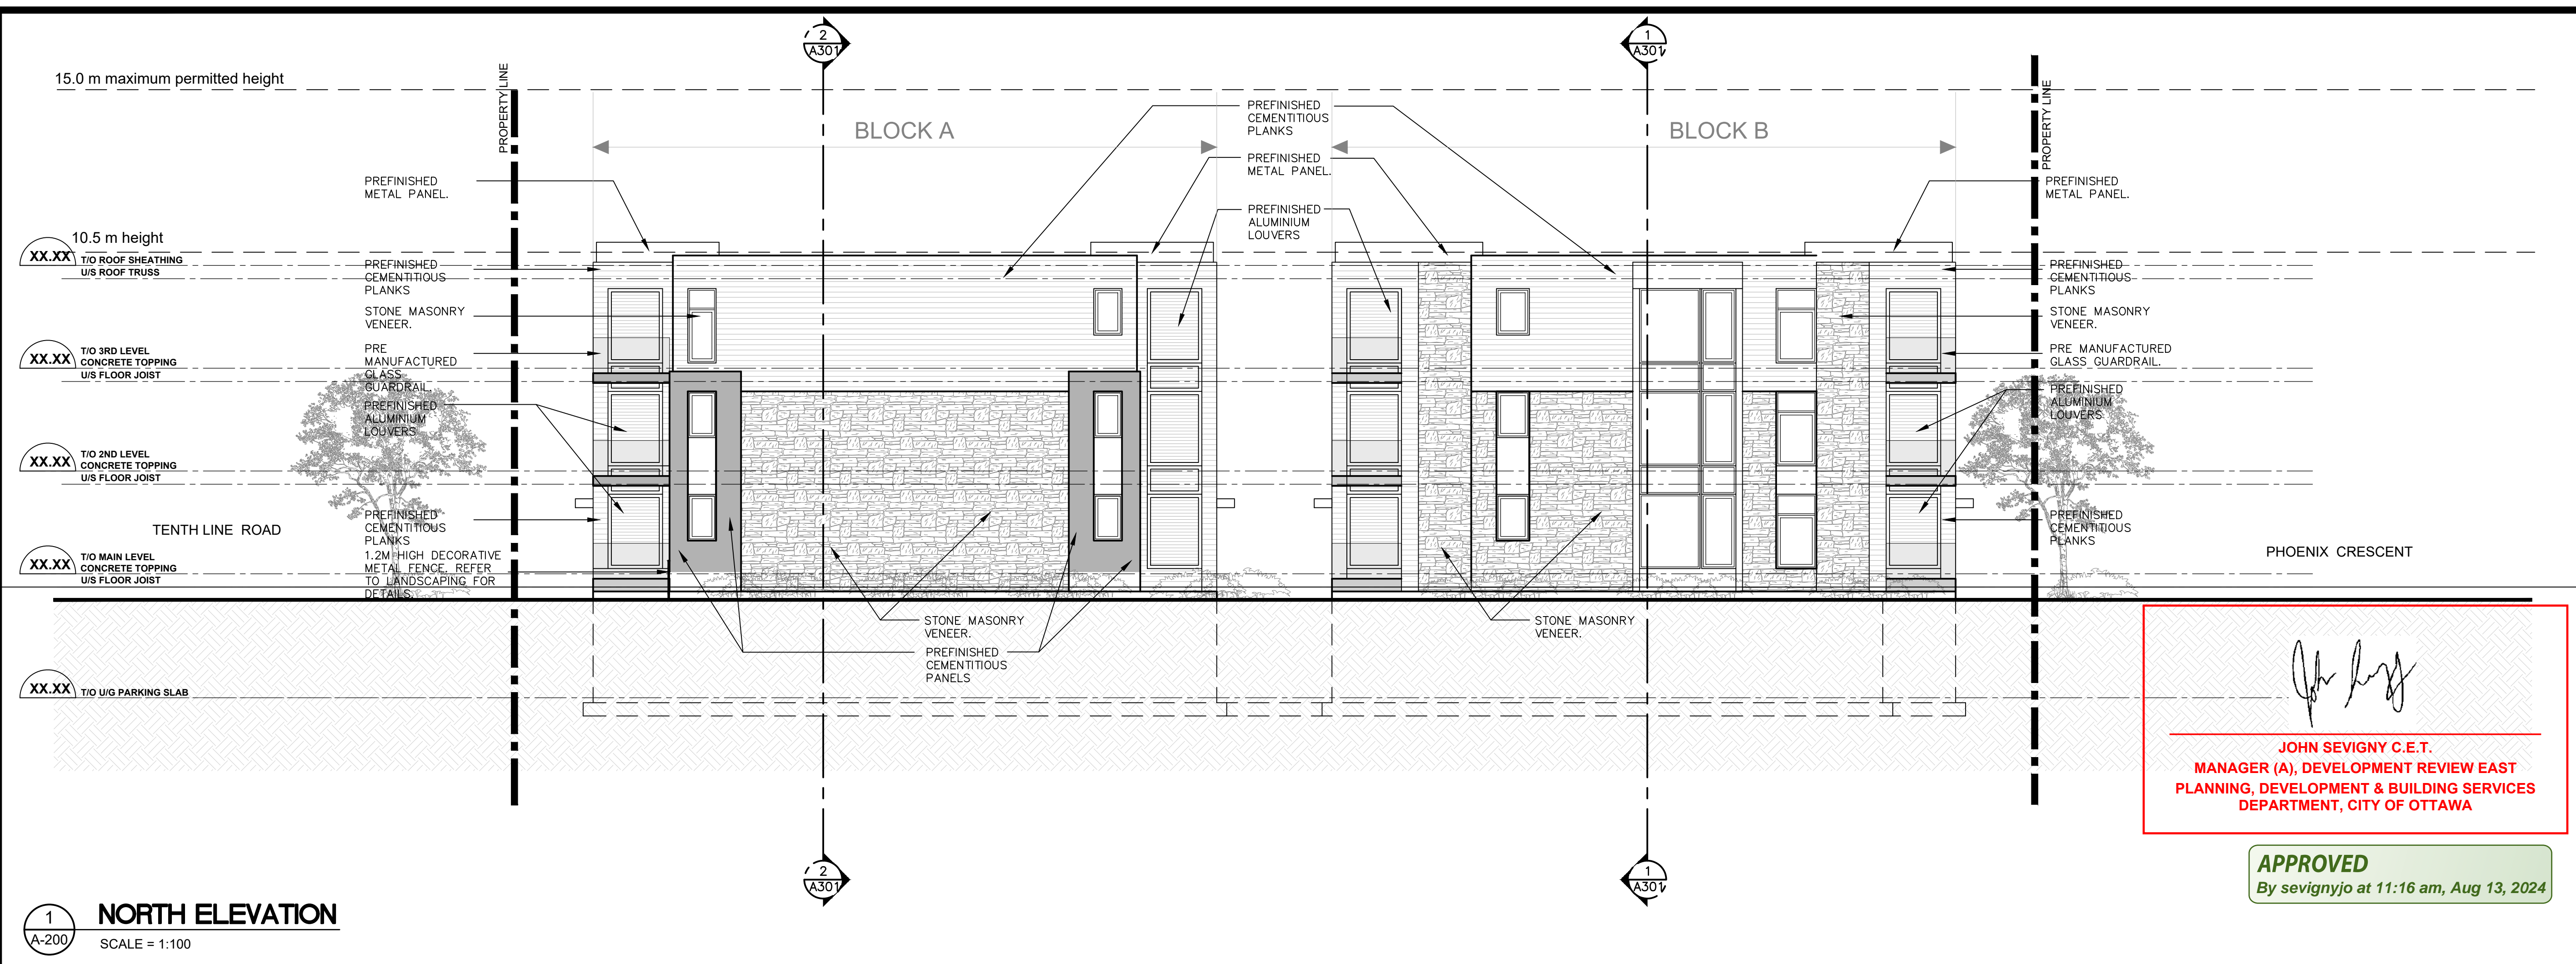 2
A301
1
A301
15.0 m maximum permitted height
PROPERTY LINE
PROPERTY LINE
BLOCK A
BLOCK B
PREFINISHED
CEMENTITIOUS
PLANKS
PREFINISHED
METAL PANEL.
PREFINISHED
ALUMINIUM
LOUVERS
PREFINISHED
METAL PANEL.
PREFINISHED
METAL PANEL.
10.5 m height
XX.XX
T/O ROOF SHEATHING
U/S ROOF TRUSS
PREFINISHED
CEMENTITIOUS
PLANKS
STONE MASONRY
VENEER.
PREFINISHED
CEMENTITIOUS
PLANKS
STONE MASONRY
VENEER.
XX.XX
T/O 3RD LEVEL
CONCRETE TOPPING
U/S FLOOR JOIST
PRE
MANUFACTURED
GLASS
GUARDRAIL.
PREFINISHED
ALUMINIUM
LOUVERS
PRE MANUFACTURED
GLASS GUARDRAIL.
PREFINISHED
ALUMINIUM
LOUVERS
XX.XX
T/O 2ND LEVEL
CONCRETE TOPPING
U/S FLOOR JOIST
TENTH LINE ROAD
PREFINISHED
CEMENTITIOUS
PLANKS
PREFINISHED
CEMENTITIOUS
PLANKS
PHOENIX CRESCENT
XX.XX
T/O MAIN LEVEL
CONCRETE TOPPING
U/S FLOOR JOIST
1.2M HIGH DECORATIVE
METAL FENCE, REFER
TO LANDSCAPING FOR
DETAILS.
STONE MASONRY
VENEER.
PREFINISHED
CEMENTITIOUS
PANELS
STONE MASONRY
VENEER.
XX.XX
T/O U/G PARKING SLAB
JOHN SEVIGNY C.E.T.
MANAGER (A), DEVELOPMENT REVIEW EAST
PLANNING, DEVELOPMENT & BUILDING SERVICES
DEPARTMENT, CITY OF OTTAWA
APPROVED
By sevignyjo at 11:16 am, Aug 13, 2024
2
A301
1
A301
1
A-200
NORTH ELEVATION
SCALE = 1:100